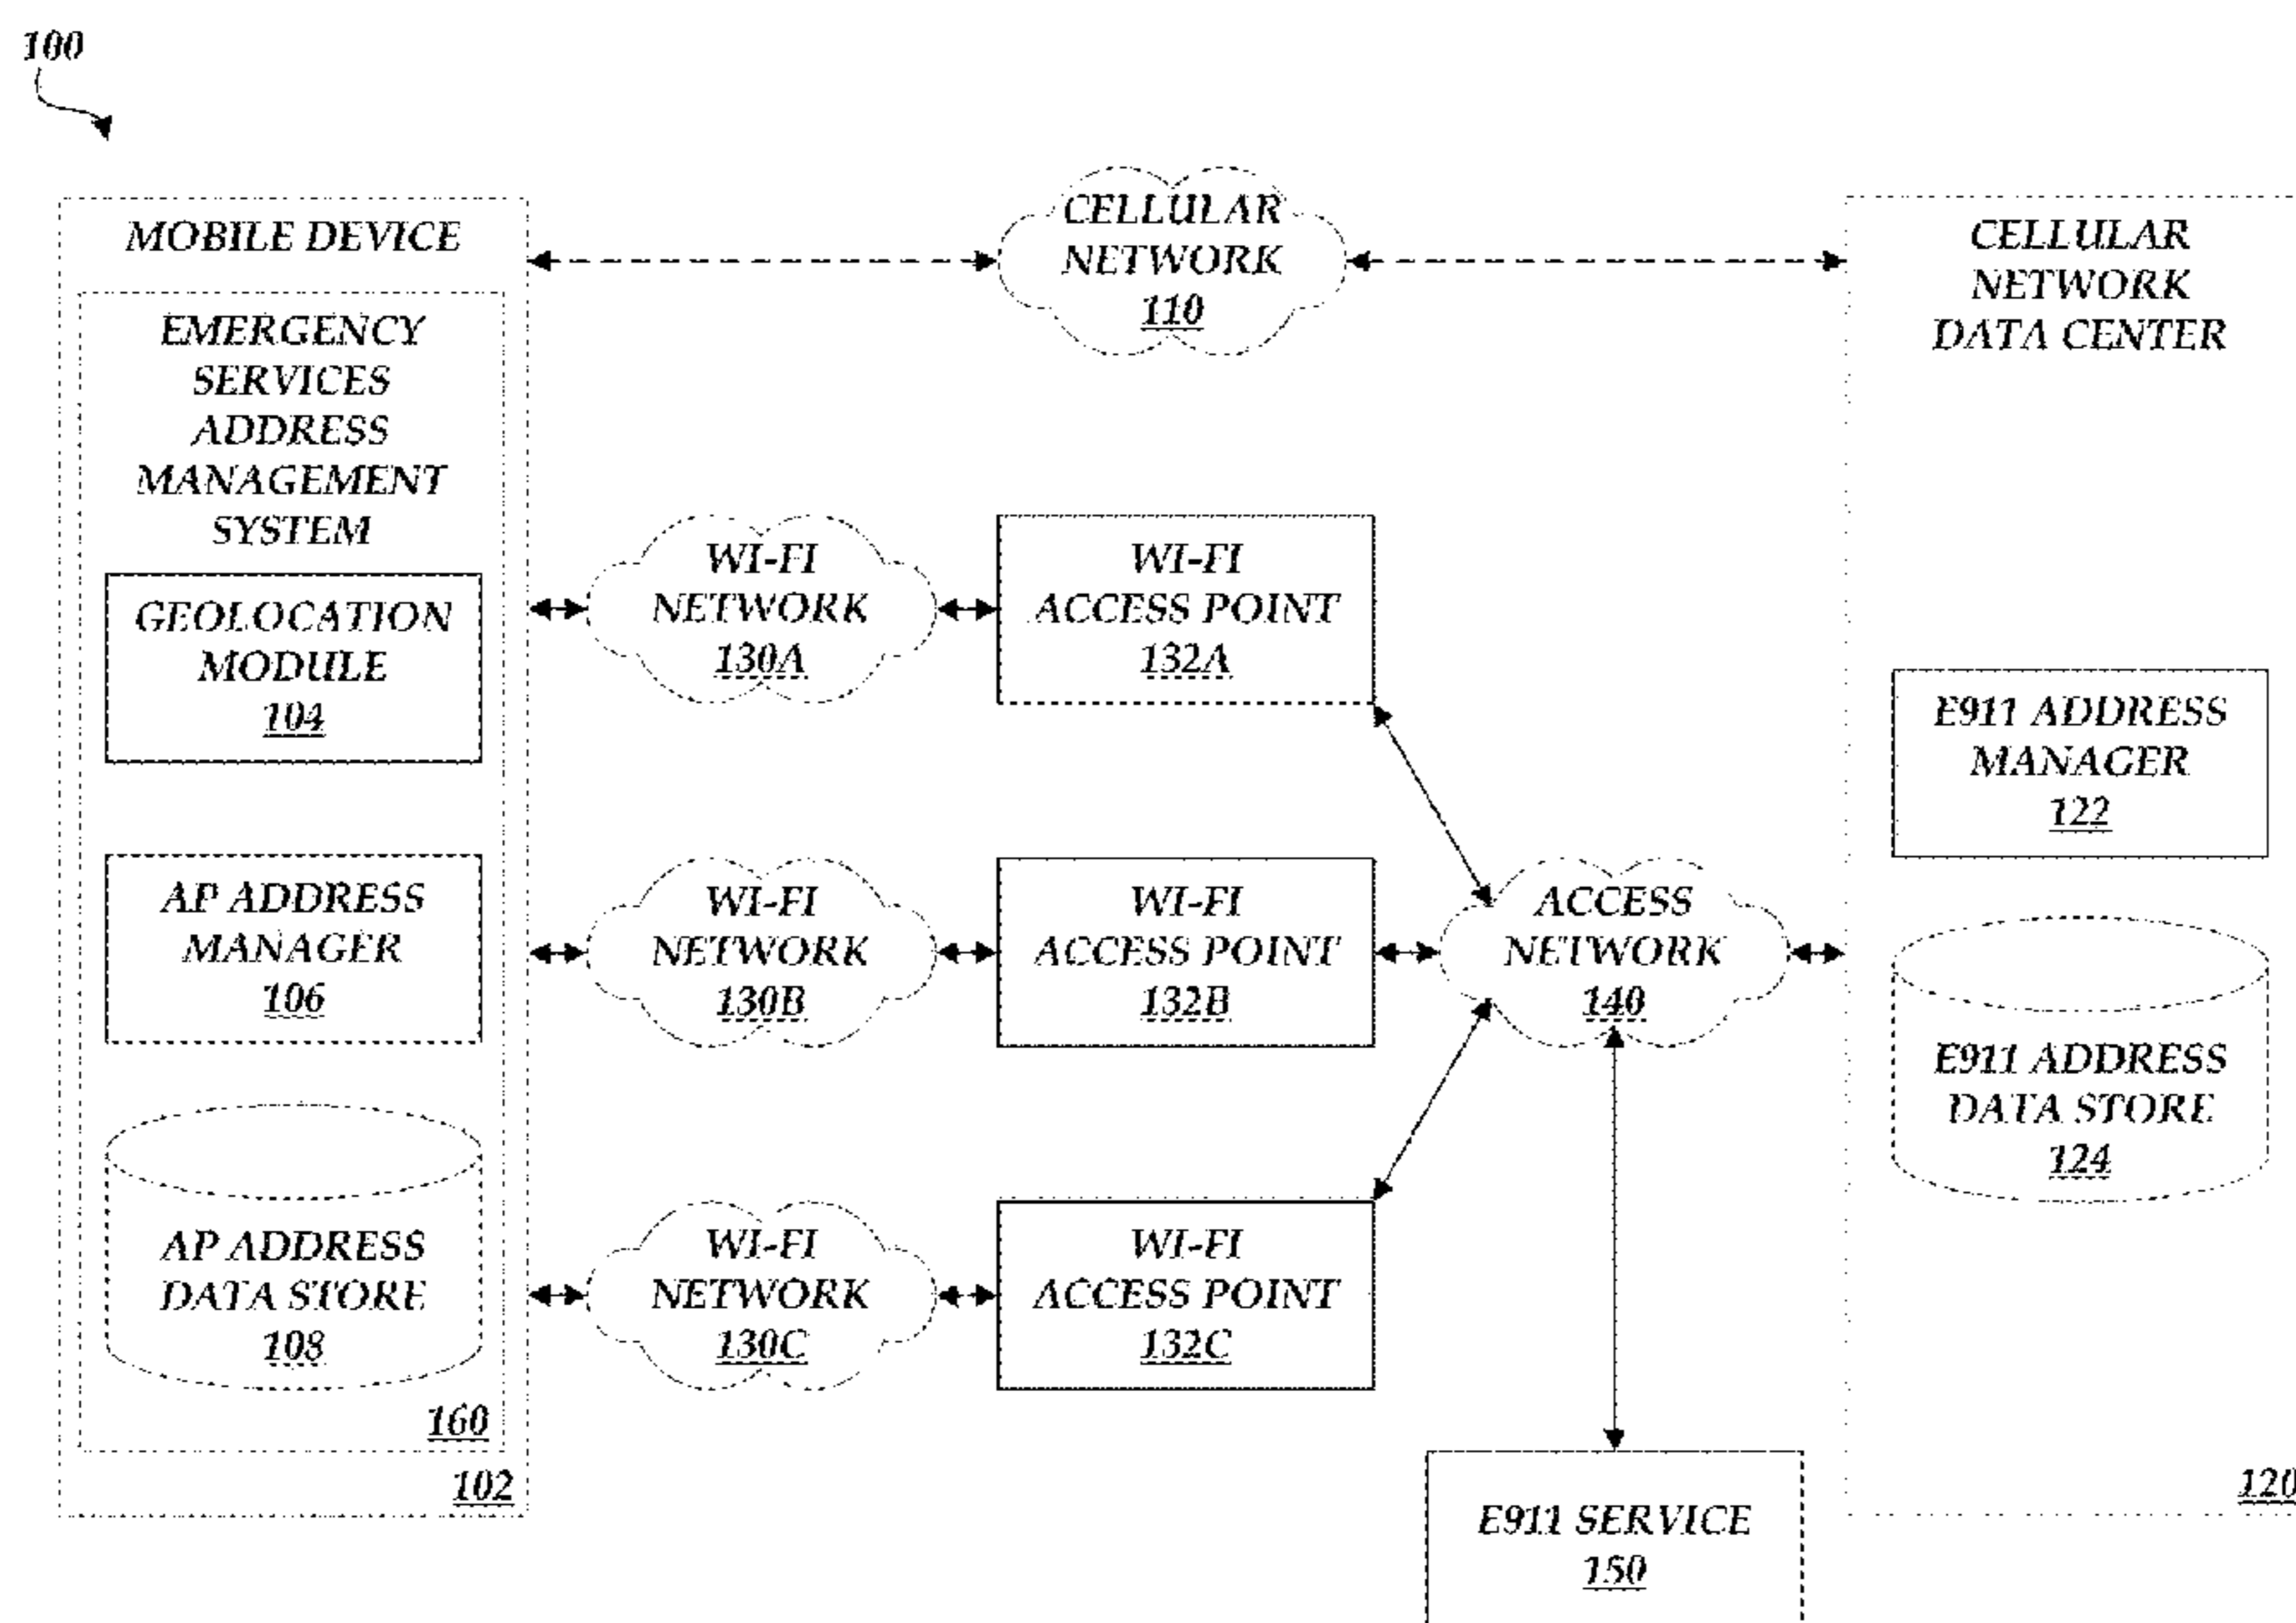 100
MOBILE DEVICE
EMERGENCY
SERVICES
ADDRESS
MANAGEMENT
SYSTEM
GEOLOCATION
MODULE
104
AP ADDRESS
MANAGER
106
AP ADDRESS
DATA STORE
108
160
102
CELLULAR
NETWORK
110
WI-FI
NETWORK
130A
WI-FI
ACCESS POINT
132A
WI-FI
NETWORK
130B
WI-FI
ACCESS POINT
132B
WI-FI
NETWORK
130C
WI-FI
ACCESS POINT
132C
ACCESS
NETWORK
140
E911 SERVICE
150
CELLULAR
NETWORK
DATA CENTER
E911 ADDRESS
MANAGER
122
E911 ADDRESS
DATA STORE
124
120